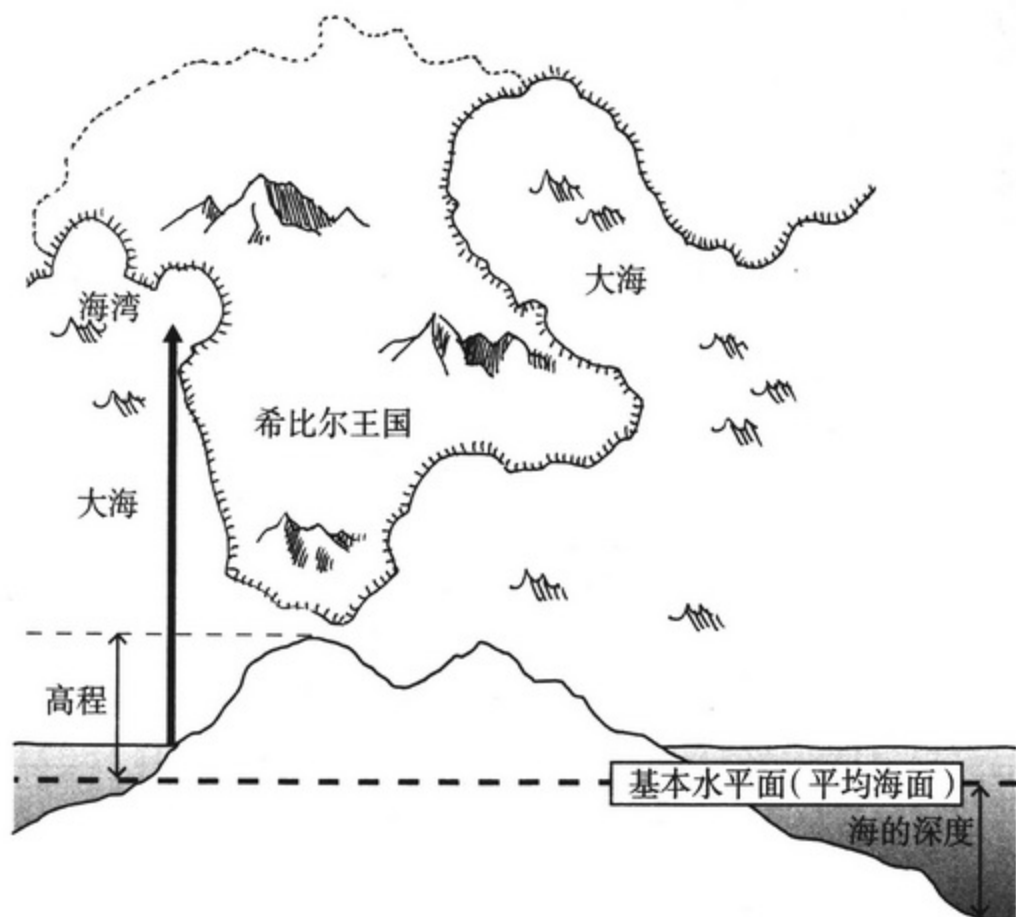 大海
海湾
希比尔王国
大海
高程
基本水平面(平均海面)
海的深度